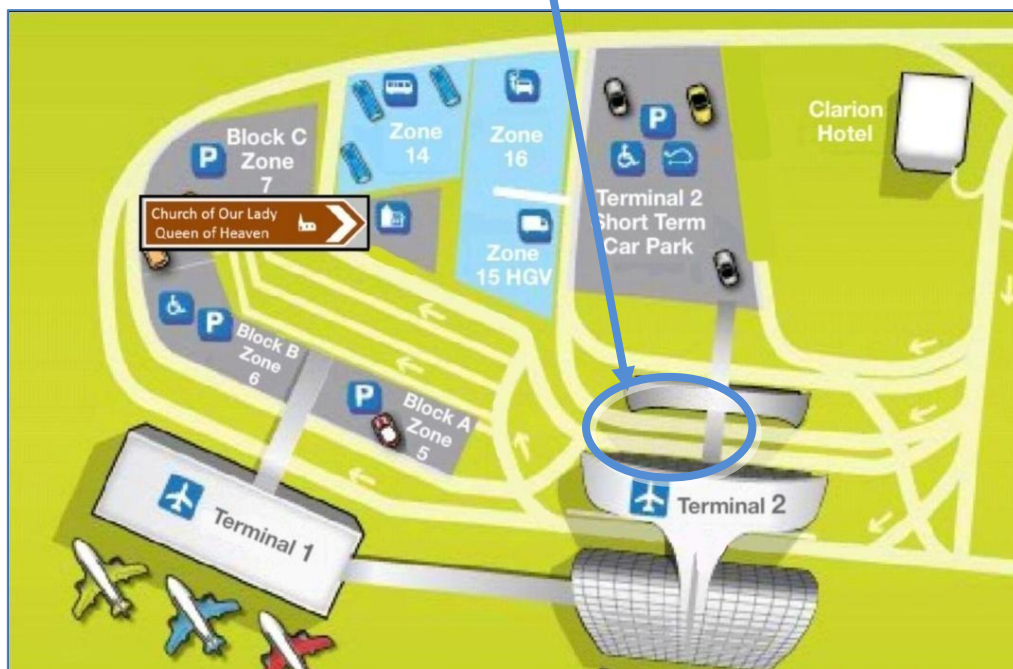 Block C
P
Zone
7
Zone
14
Zone
16
P
Terminal 2
Short Term
Car Park
Clarion
Hotel
Church of Our Lady
Queen of Heaven
Zone
15 HGV
P
Block B
Zone
6
P
Block A
Zone
5
Terminal 1
Terminal 2